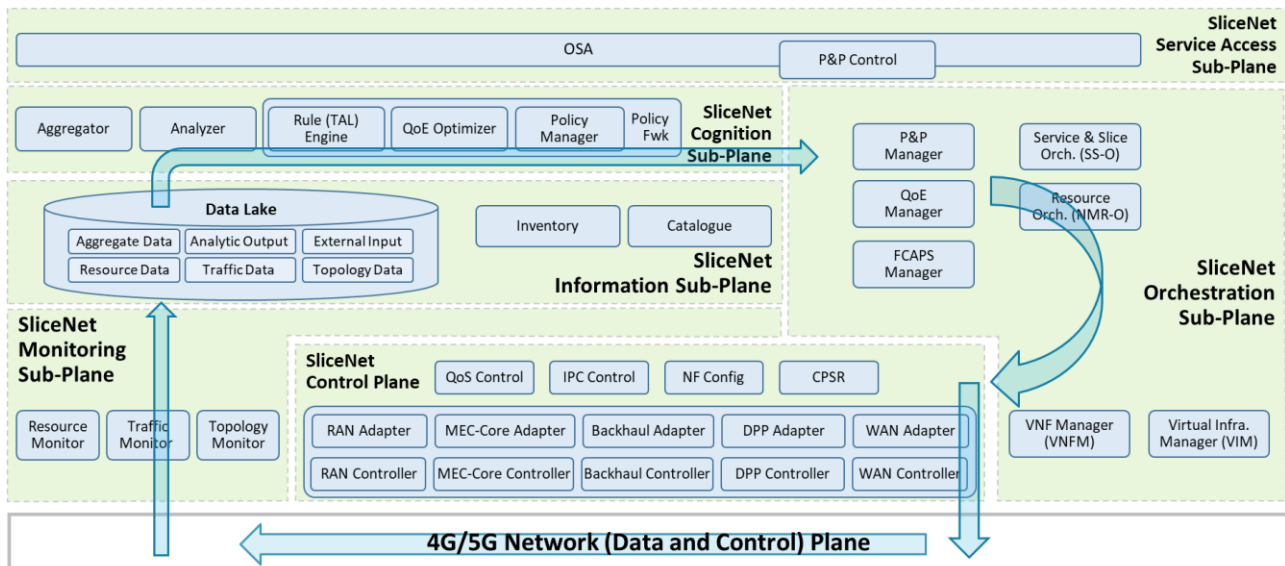 SliceNet
Service Access
Sub-Plane
OSA
P&P Control
Aggregator
Analyzer
Rule (TAL)
Engine
QoE Optimizer
Policy
Manager
Policy
Fwk
SliceNet
Cognition
Sub-Plane
P&P
Manager
Service & Slice
Orch. (SS-O)
QoE
Manager
Resource
Orch. (NMR-O)
FCAPS
Manager
SliceNet
Orchestration
Sub-Plane
Data Lake
Aggregate Data
Analytic Output
External Input
Resource Data
Traffic Data
Topology Data
Inventory
Catalogue
SliceNet
Information Sub-Plane
SliceNet
Monitoring
Sub-Plane
Resource
Monitor
Traffic
Monitor
Topology
Monitor
SliceNet
Control Plane
QoS Control
IPC Control
NF Config
CPSR
RAN Adapter
MEC-Core Adapter
Backhaul Adapter
DPP Adapter
WAN Adapter
RAN Controller
MEC-Core Controller
Backhaul Controller
DPP Controller
WAN Controller
VNF Manager
(VNFM)
Virtual Infra.
Manager (VIM)
4G/5G Network (Data and Control) Plane